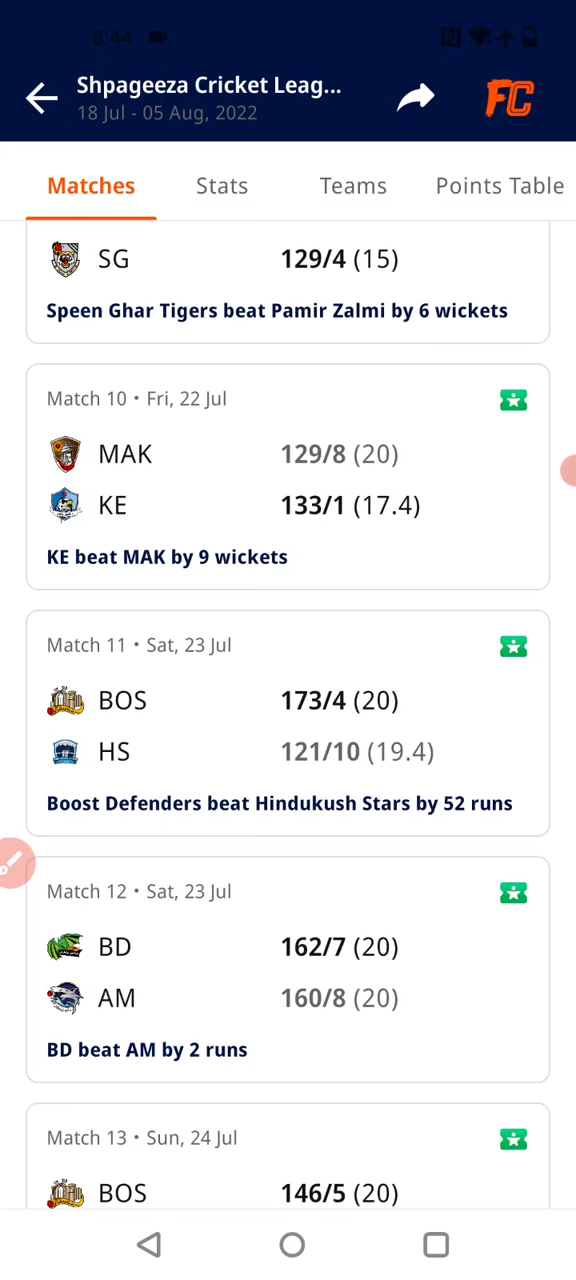 8:44
Shpageeza Cricket Leag...
18 Jul - 05 Aug, 2022
FC
Matches Stats Teams Points Table
SG 129/4 (15)
Speen Ghar Tigers beat Pamir Zalmi by 6 wickets
Match 10 • Fri, 22 Jul
MAK 129/8 (20)
KE 133/1 (17.4)
KE beat MAK by 9 wickets
Match 11 • Sat, 23 Jul
BOS 173/4 (20)
HS 121/10 (19.4)
Boost Defenders beat Hindukush Stars by 52 runs
Match 12 • Sat, 23 Jul
BD 162/7 (20)
AM 160/8 (20)
BD beat AM by 2 runs
Match 13 • Sun, 24 Jul
BOS 146/5 (20)